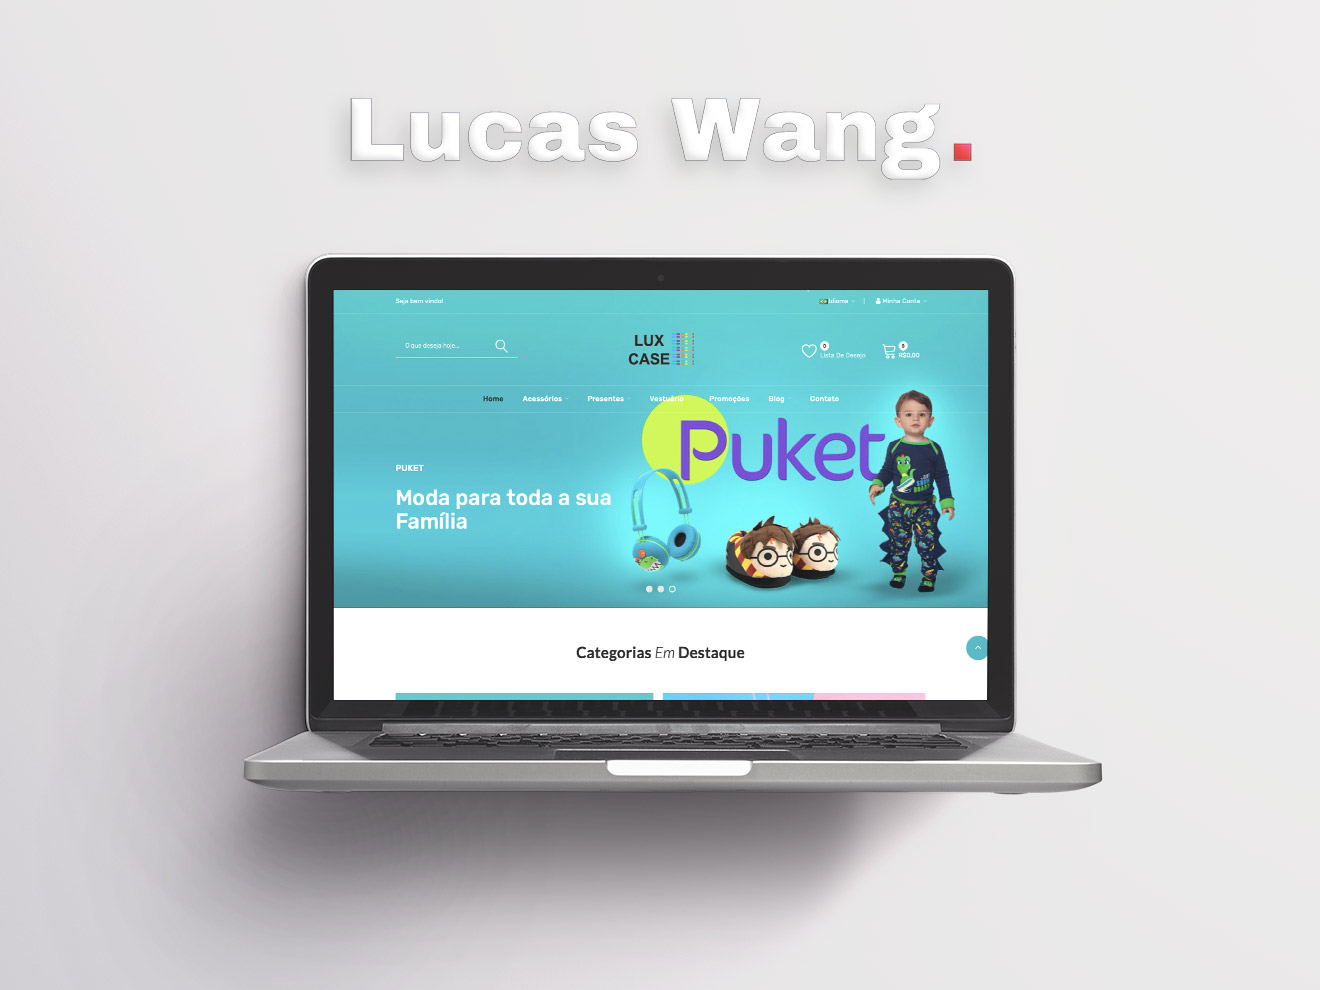 Lucas Wang.
Seja bem vindo!
Idioma
Minha Conta
O que deseja hoje...
LUX
CASE
0
Lista De Desejo
0
R$0,00
Home Acessórios Presentes Vestuário Promoções Blog Contato
Puket
PUKET
Moda para toda a sua
Família
Categorias Em Destaque